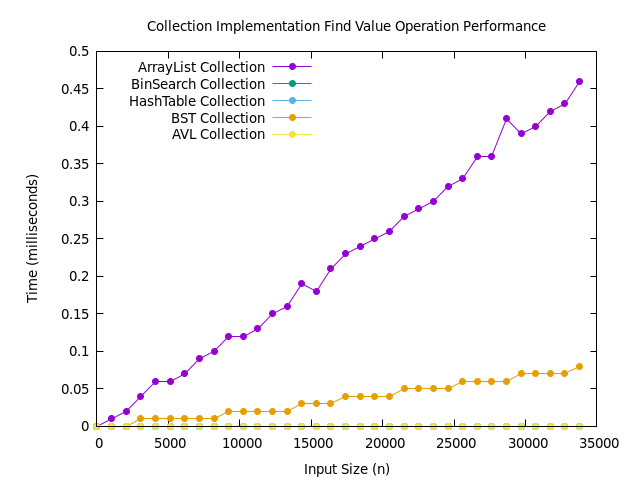 Collection Implementation Find Value Operation Performance
0.5
0.45
0.4
0.35
0.3
0.25
0.2
0.15
0.1
0.05
0
Time (milliseconds)
ArrayList Collection
BinSearch Collection
HashTable Collection
BST Collection
AVL Collection
0 5000 10000 15000 20000 25000 30000 35000
Input Size (n)